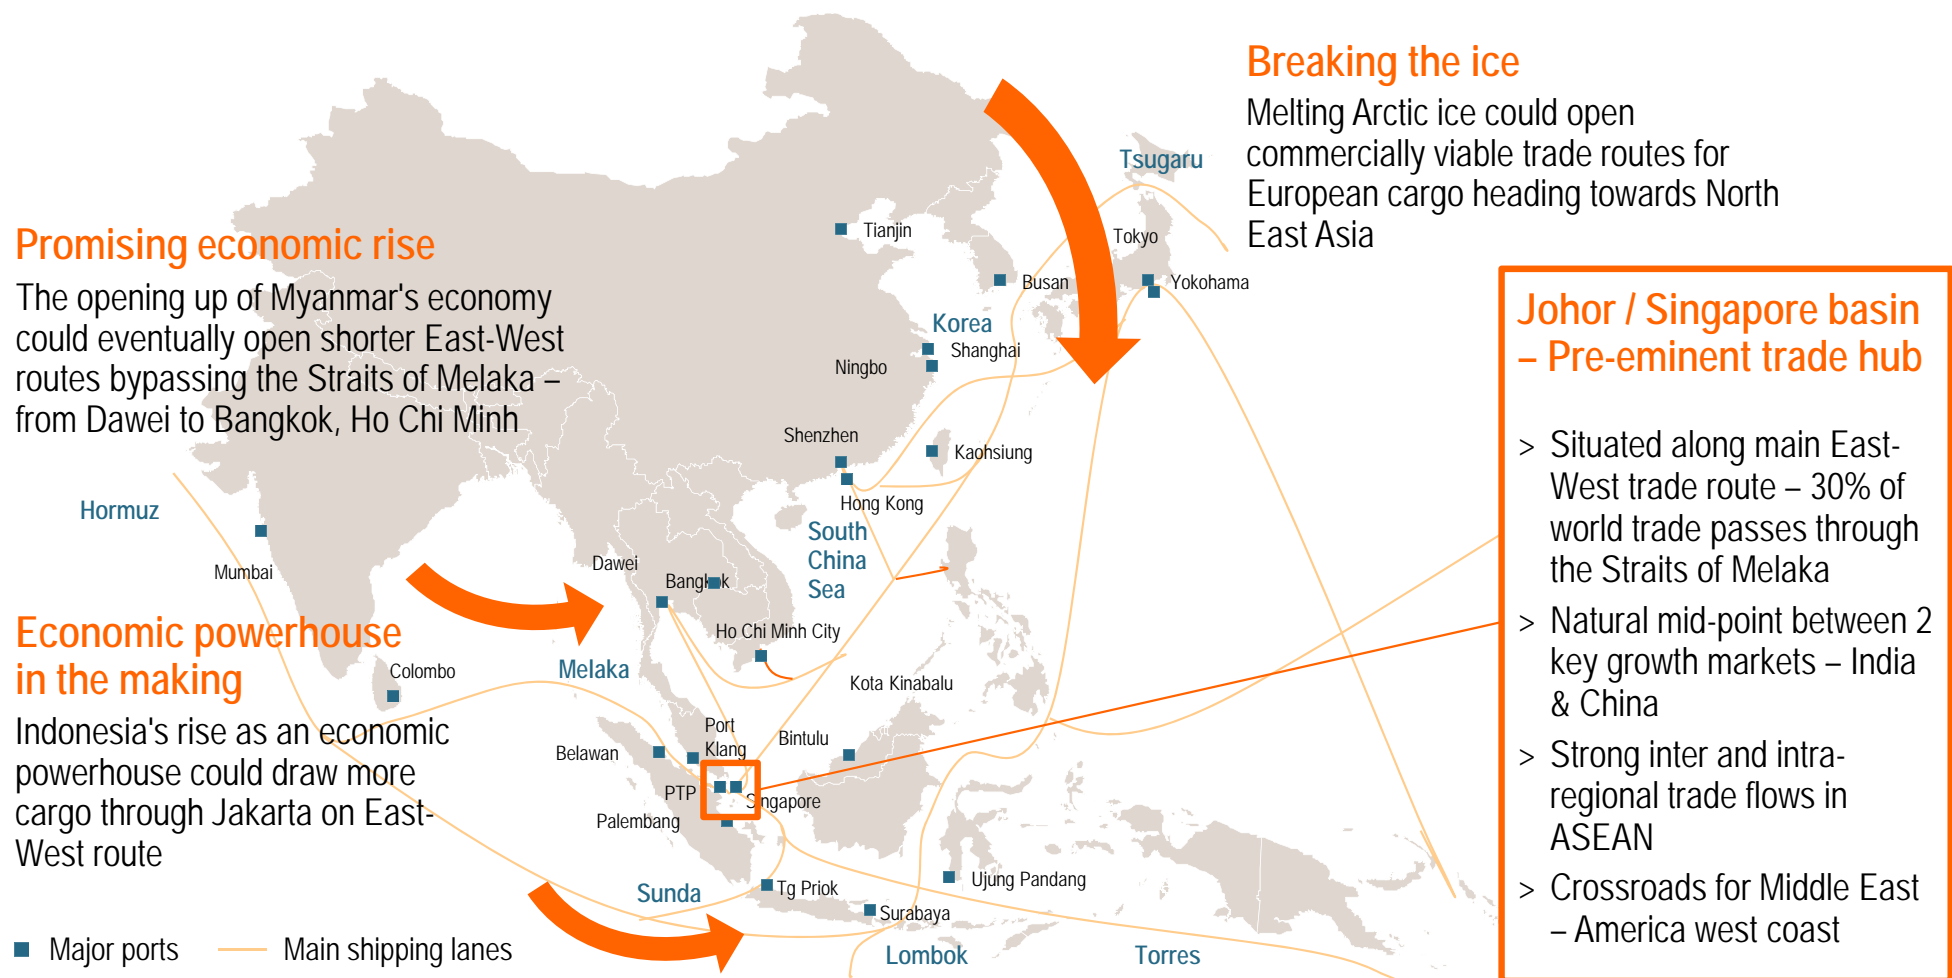 Breaking the ice
Melting Arctic ice could open
commercially viable trade routes for
European cargo heading towards North
East Asia
Promising economic rise
The opening up of Myanmar's economy
could eventually open shorter East-West
routes bypassing the Straits of Melaka –
from Dawei to Bangkok, Ho Chi Minh
Economic powerhouse
in the making
Indonesia's rise as an economic
powerhouse could draw more
cargo through Jakarta on East-
West route
Johor / Singapore basin
– Pre-eminent trade hub
> Situated along main East-
West trade route – 30% of
world trade passes through
the Straits of Melaka
> Natural mid-point between 2
key growth markets – India
& China
> Strong inter and intra-
regional trade flows in
ASEAN
> Crossroads for Middle East
– America west coast
Tsugaru
Tianjin
Tokyo
Busan
Yokohama
Korea
Shanghai
Ningbo
Shenzhen
Kaohsiung
Hong Kong
Hormuz
South
China
Sea
Mumbai
Dawei
Bangkok
Ho Chi Minh City
Colombo
Melaka
Kota Kinabalu
Port
Klang
Bintulu
Belawan
PTP
Singapore
Palembang
Sunda
Tg Priok
Ujung Pandang
Surabaya
Lombok
Torres
Major ports
Main shipping lanes